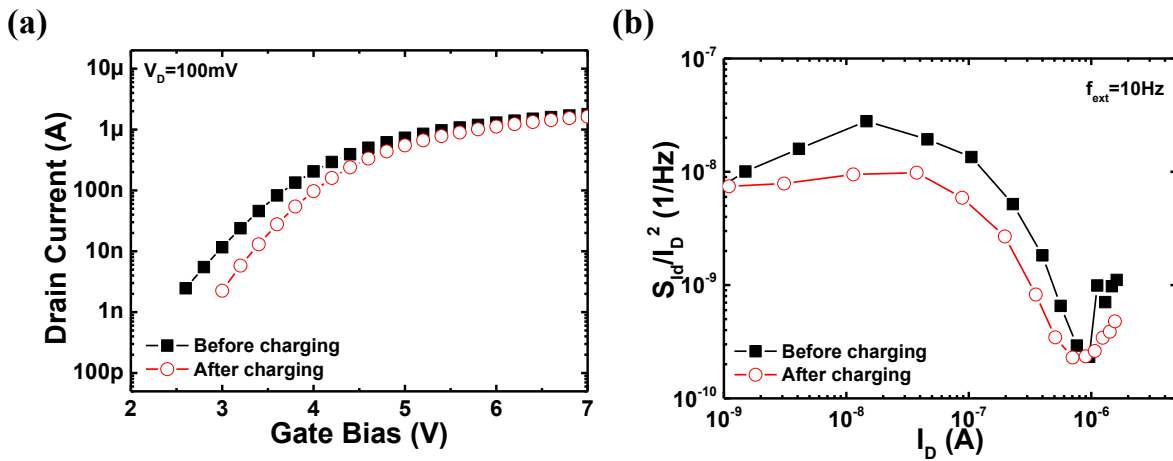 (a)
V_D=100mV
10µ
1µ
100n
10n
1n
100p
Drain Current (A)
Before charging
After charging
2 3 4 5 6 7
Gate Bias (V)
(b)
f_ext=10Hz
10^-7
10^-8
10^-9
10^-10
S_Id/I_D^2 (1/Hz)
Before charging
After charging
10^-9 10^-8 10^-7 10^-6
I_D (A)